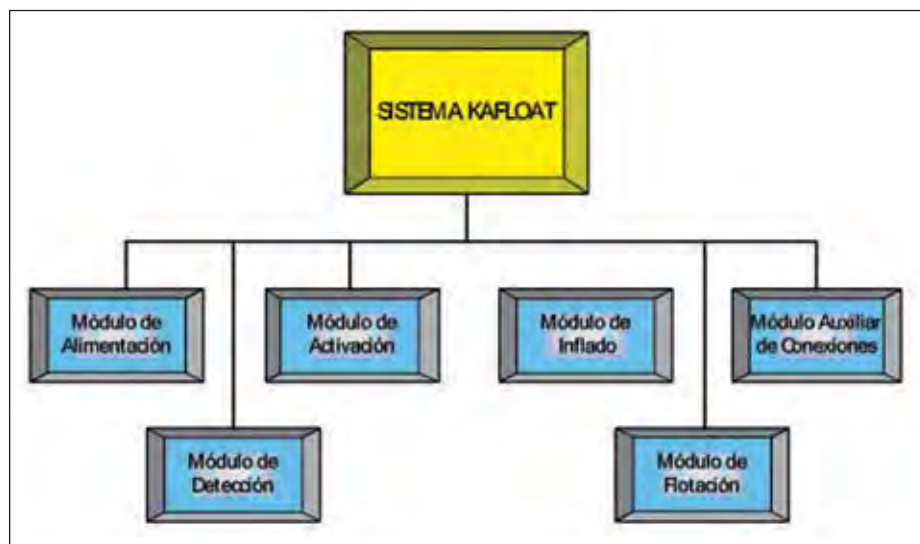 SISTEMA KAFLOAT
Módulo de
Alimentación
Módulo de
Activación
Módulo de
Inflado
Módulo Auxiliar
de Conexiones
Módulo de
Detección
Módulo de
Flotación